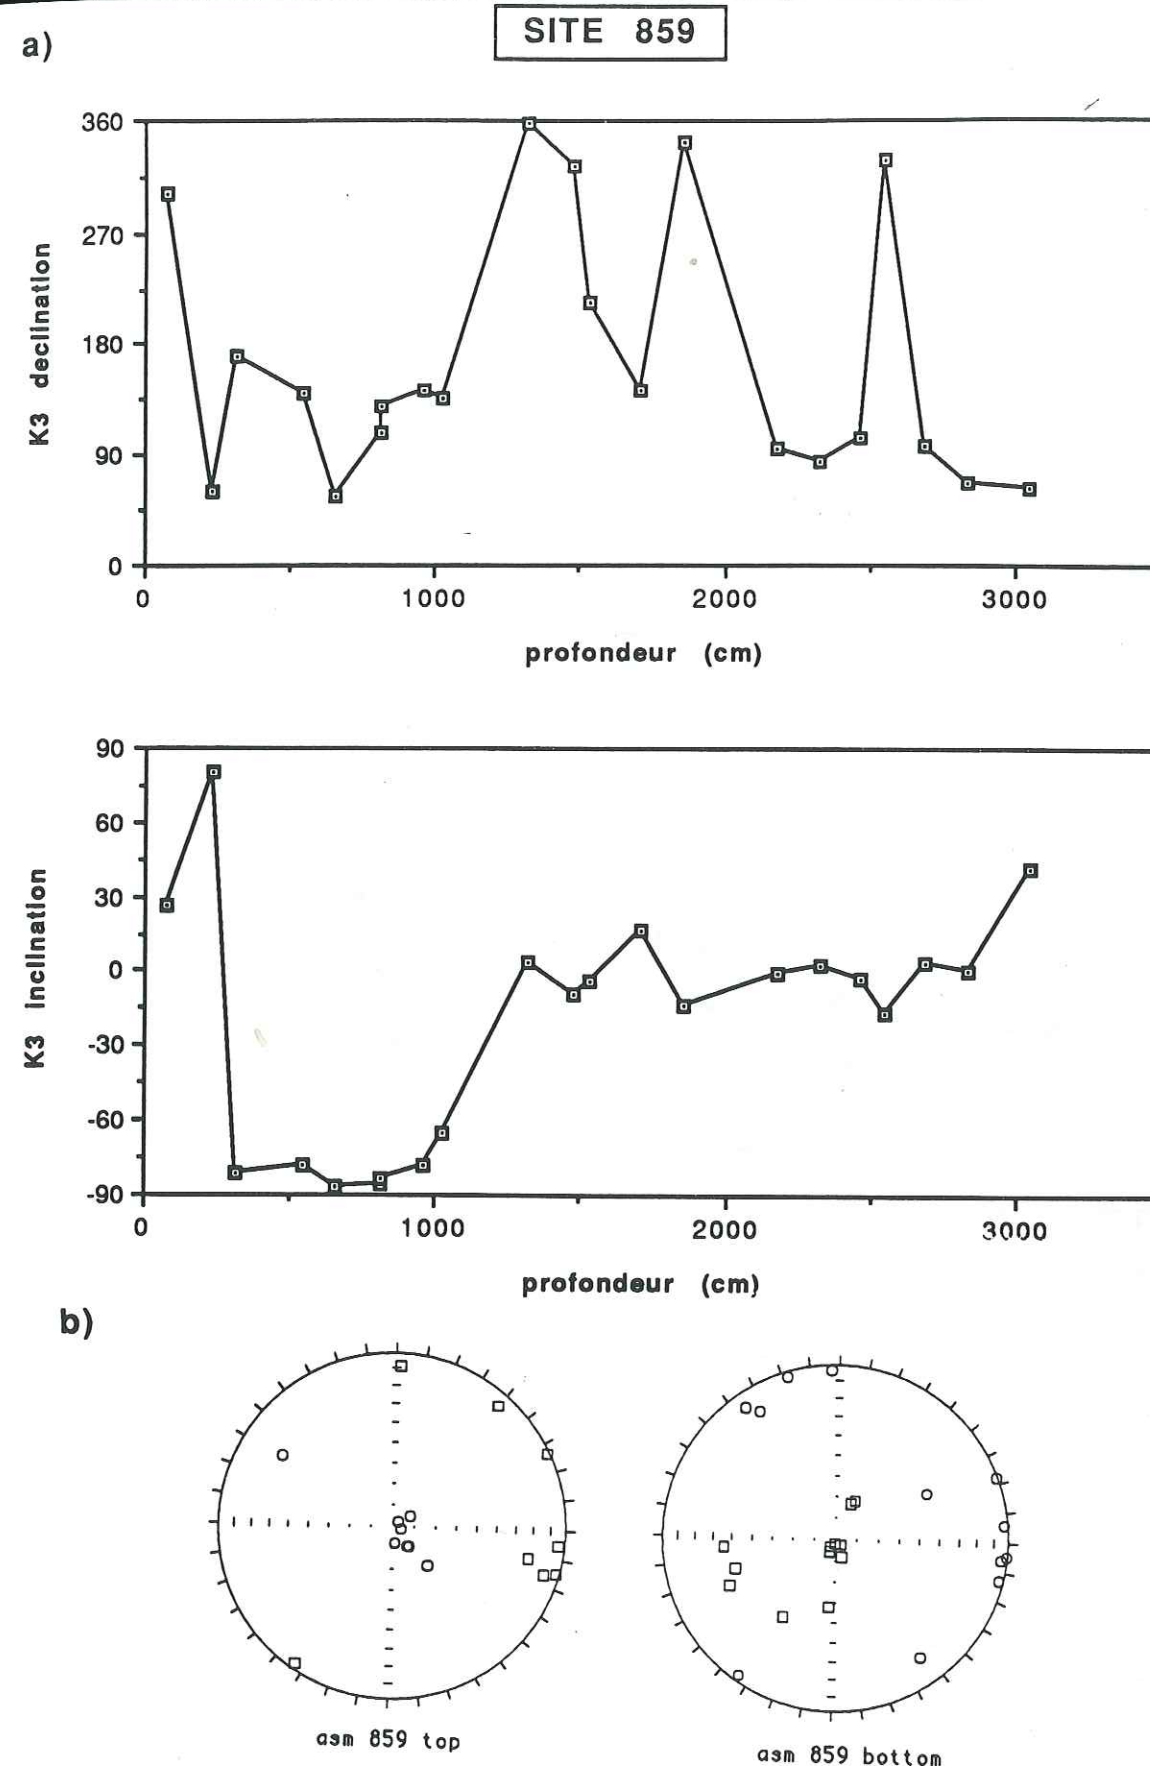 SITE 859
a)
360
270
180
90
0
K3 declination
0 1000 2000 3000
profondeur (cm)
90
60
30
0
-30
-60
-90
K3 inclination
0 1000 2000 3000
profondeur (cm)
b)
asm 859 top
asm 859 bottom